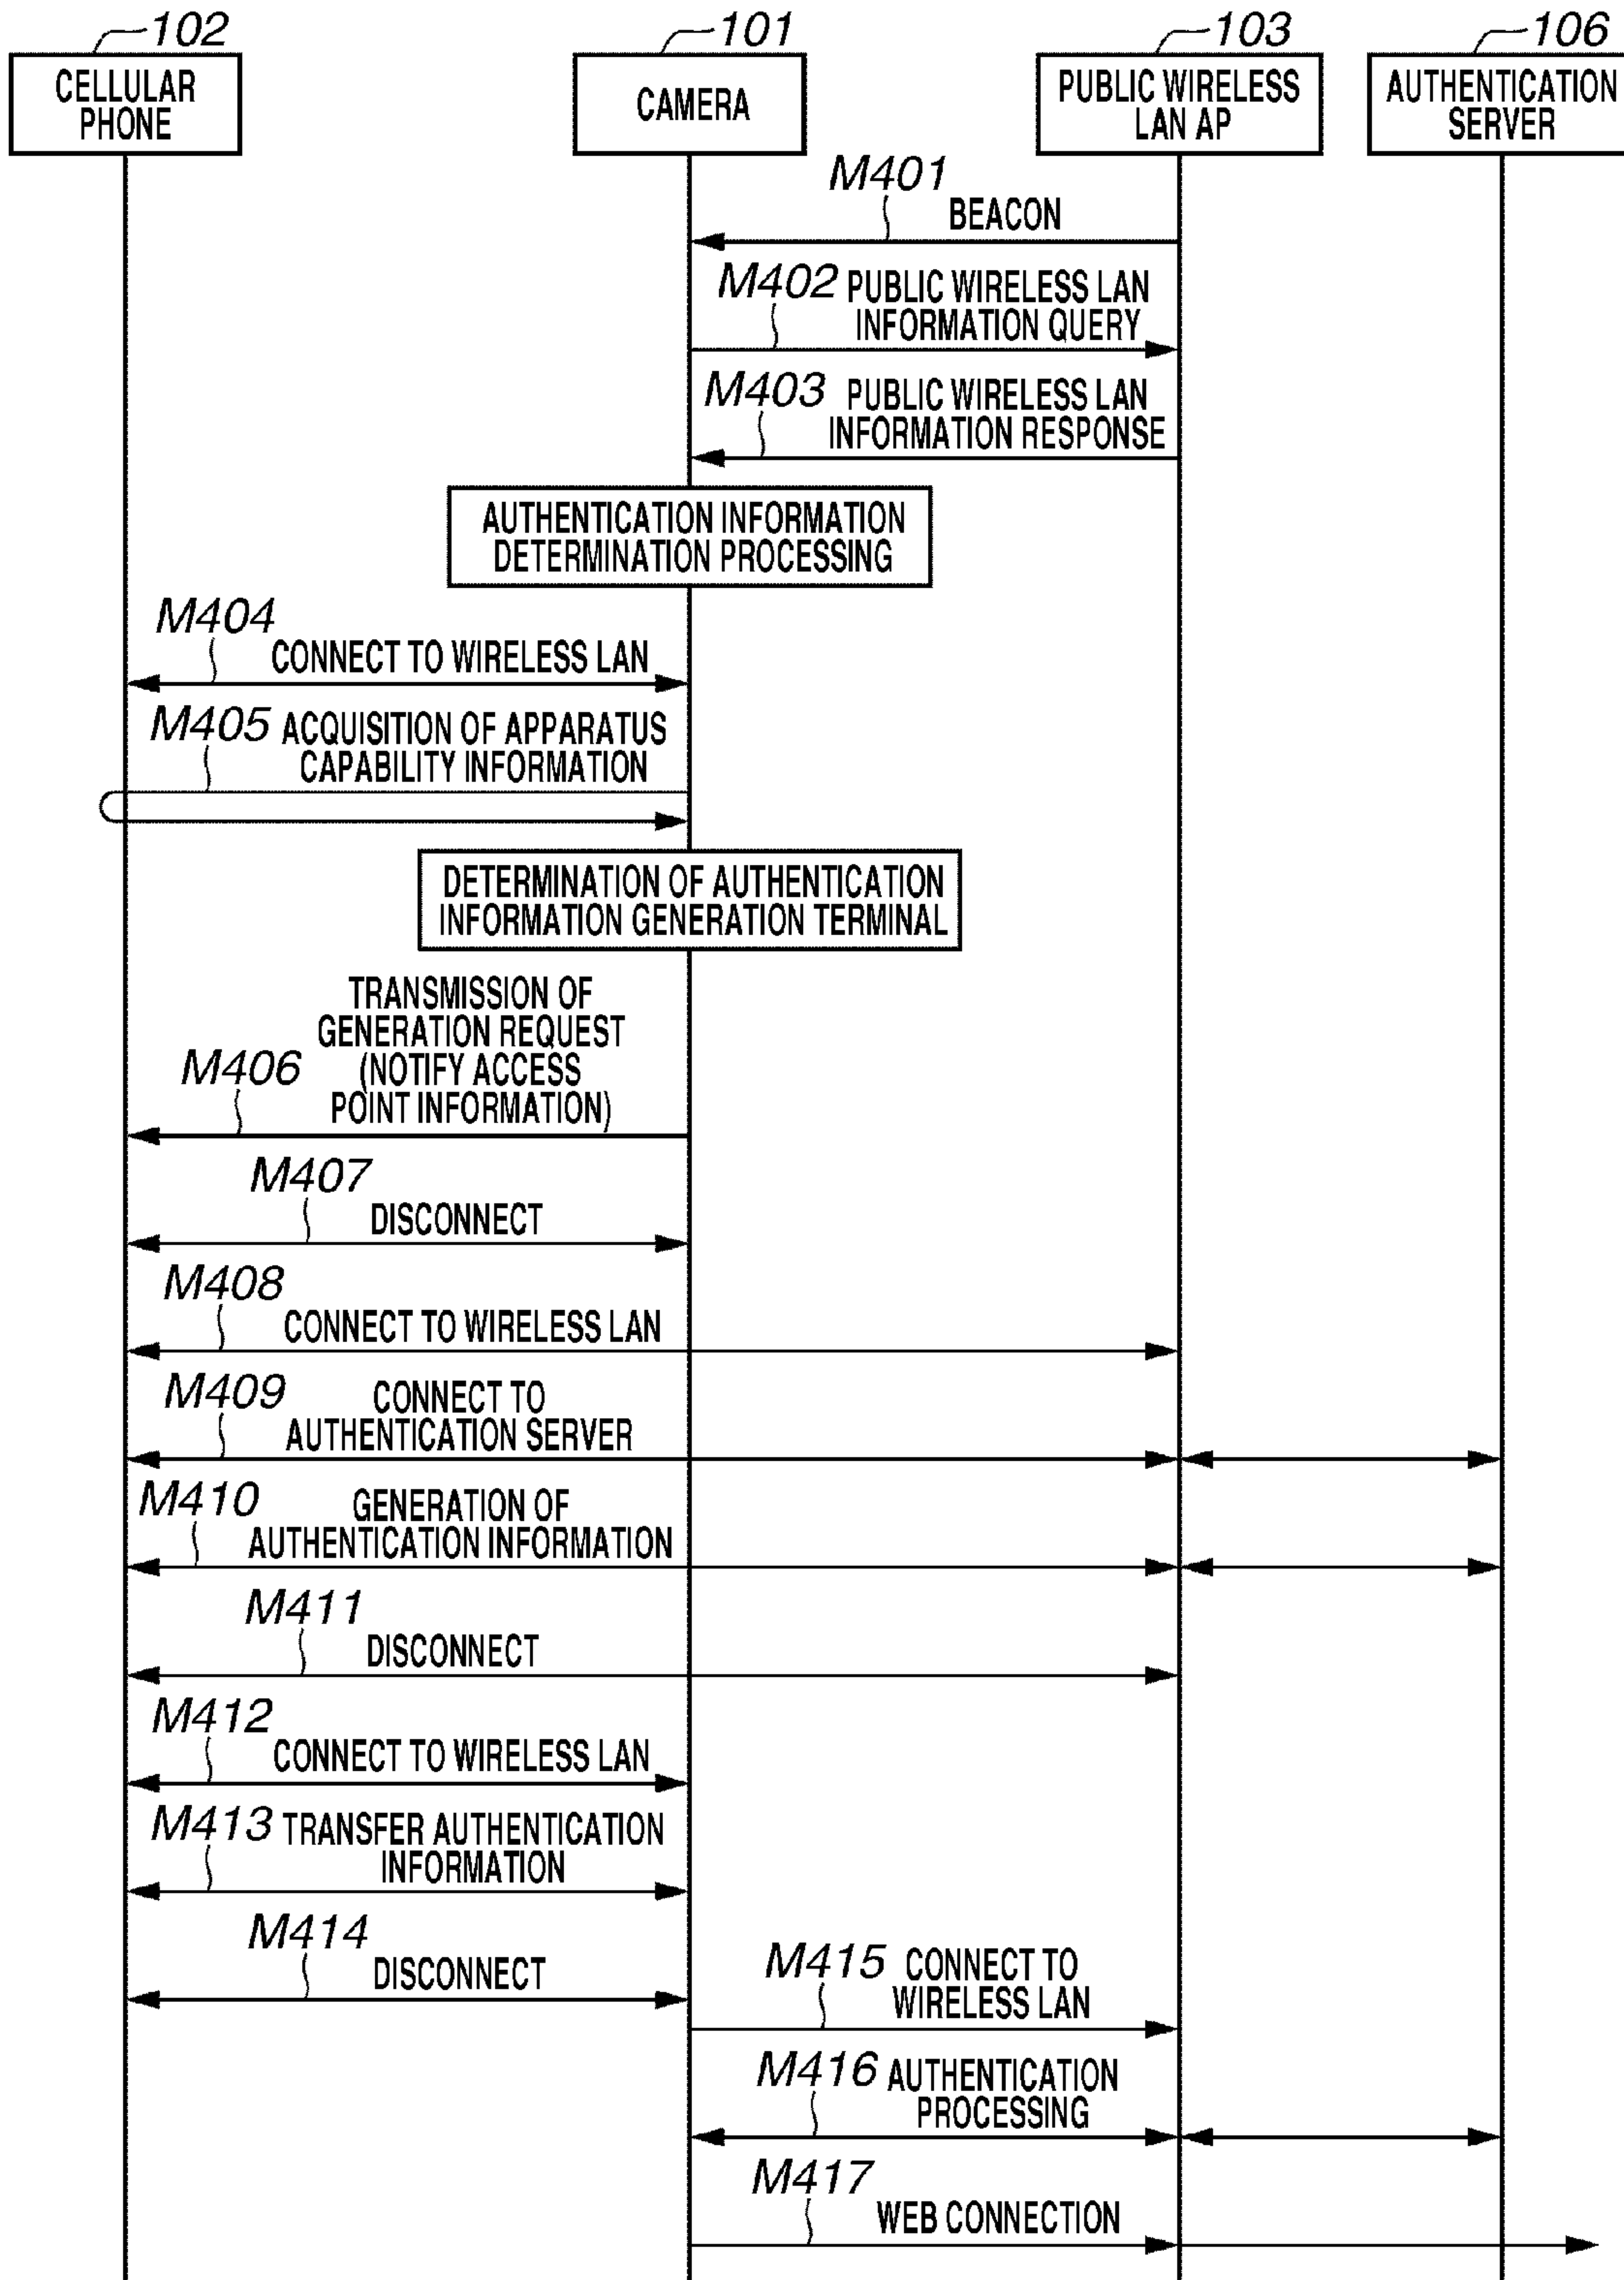 102
101
103
106
CELLULAR
PHONE
CAMERA
PUBLIC WIRELESS
LAN AP
AUTHENTICATION
SERVER
M401
BEACON
M402 PUBLIC WIRELESS LAN
INFORMATION QUERY
M403 PUBLIC WIRELESS LAN
INFORMATION RESPONSE
AUTHENTICATION INFORMATION
DETERMINATION PROCESSING
M404
CONNECT TO WIRELESS LAN
M405 ACQUISITION OF APPARATUS
CAPABILITY INFORMATION
DETERMINATION OF AUTHENTICATION
INFORMATION GENERATION TERMINAL
TRANSMISSION OF
GENERATION REQUEST
M406 (NOTIFY ACCESS
POINT INFORMATION)
M407
DISCONNECT
M408
CONNECT TO WIRELESS LAN
M409 CONNECT TO
AUTHENTICATION SERVER
M410 GENERATION OF
AUTHENTICATION INFORMATION
M411
DISCONNECT
M412
CONNECT TO WIRELESS LAN
M413 TRANSFER AUTHENTICATION
INFORMATION
M414
DISCONNECT
M415 CONNECT TO
WIRELESS LAN
M416 AUTHENTICATION
PROCESSING
M417
WEB CONNECTION